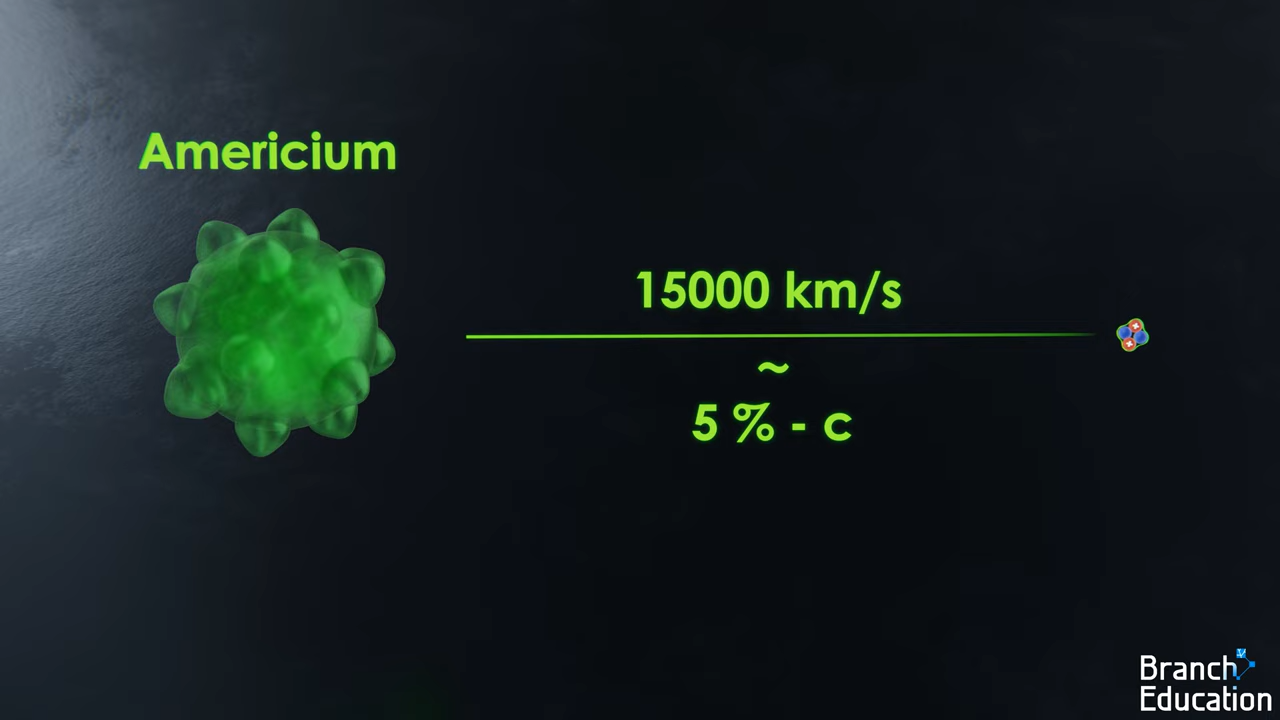 Americium
15000 km/s
~
5 % - c
Branch
Education